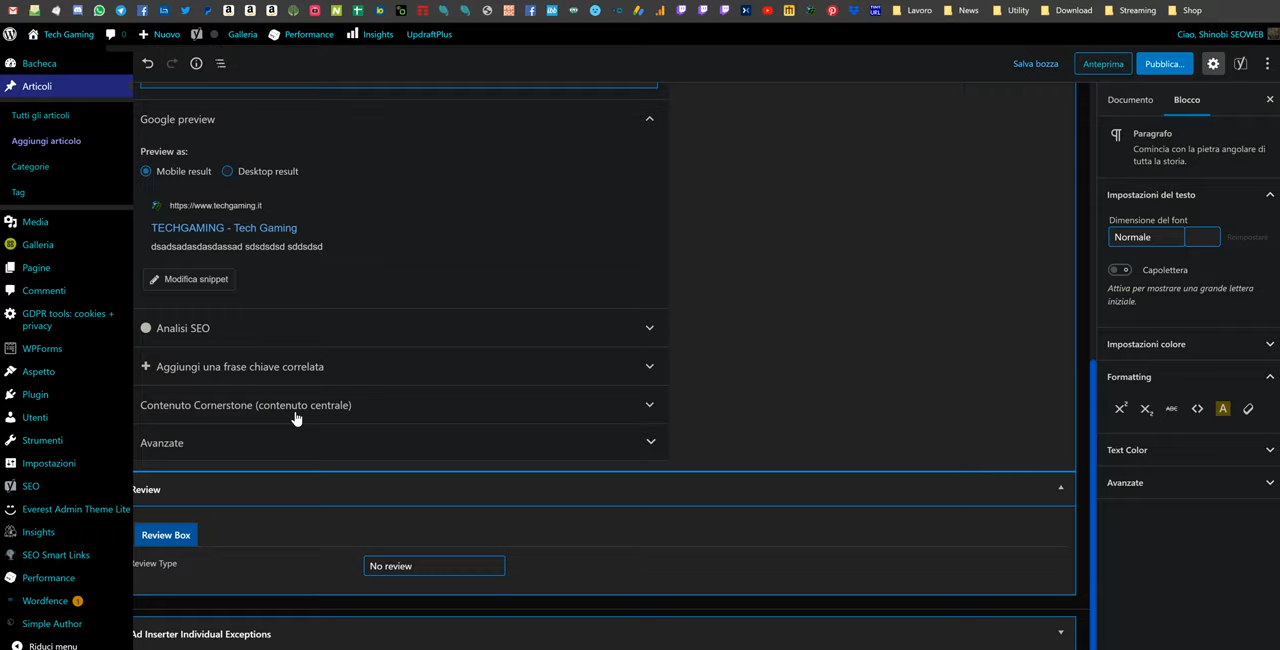 Lavoro
News
Utility
Download
Streaming
Shop
Tech Gaming
0
Nuovo
Galleria
Performance
Insights
UpdraftPlus
Ciao, Shinobi SEOWEB
Bacheca
Articoli
Tutti gli articoli
Aggiungi articolo
Categorie
Tag
Media
Galleria
Pagine
Commenti
GDPR tools: cookies +
privacy
WPForms
Aspetto
Plugin
Utenti
Strumenti
Impostazioni
SEO
Everest Admin Theme Lite
Insights
SEO Smart Links
Performance
Wordfence 1
Simple Author
Riduci menu
Salva bozza
Anteprima
Pubblica...
Google preview
Preview as:
Mobile result
Desktop result
https://www.techgaming.it
TECHGAMING - Tech Gaming
dsadsadasdasdassad sdsdsdsd sddsdsd
Modifica snippet
Analisi SEO
Aggiungi una frase chiave correlata
Contenuto Cornerstone (contenuto centrale)
Avanzate
Review
Review Box
Review Type
No review
Ad Inserter Individual Exceptions
Documento
Blocco
Paragrafo
Comincia con la pietra angolare di
tutta la storia.
Impostazioni del testo
Dimensione del font
Normale
Reimpostare
Capolettera
Attiva per mostrare una grande lettera
iniziale.
Impostazioni colore
Formatting
X² X₂ ABC <> A
Text Color
Avanzate